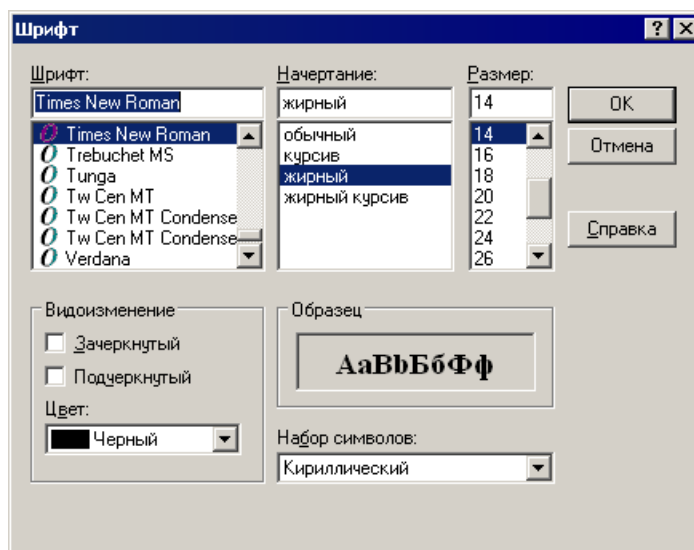 Шрифт
Шрифт:
Times New Roman
Times New Roman
Trebuchet MS
Tunga
Tw Cen MT
Tw Cen MT Condense
Tw Cen MT Condense
Verdana
Начертание:
жирный
обычный
курсив
жирный
жирный курсив
Размер:
14
14
16
18
20
22
24
26
OK
Отмена
Справка
Видоизменение
Зачеркнутый
Подчеркнутый
Цвет:
Черный
Образец
АаВbБбФф
Набор символов:
Кириллический